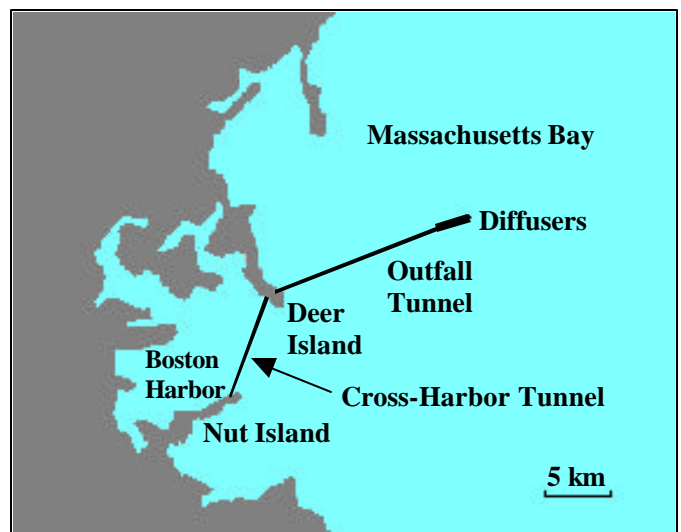 Massachusetts Bay
Diffusers
Outfall
Tunnel
Deer
Island
Boston
Harbor
Cross-Harbor Tunnel
Nut Island
5 km